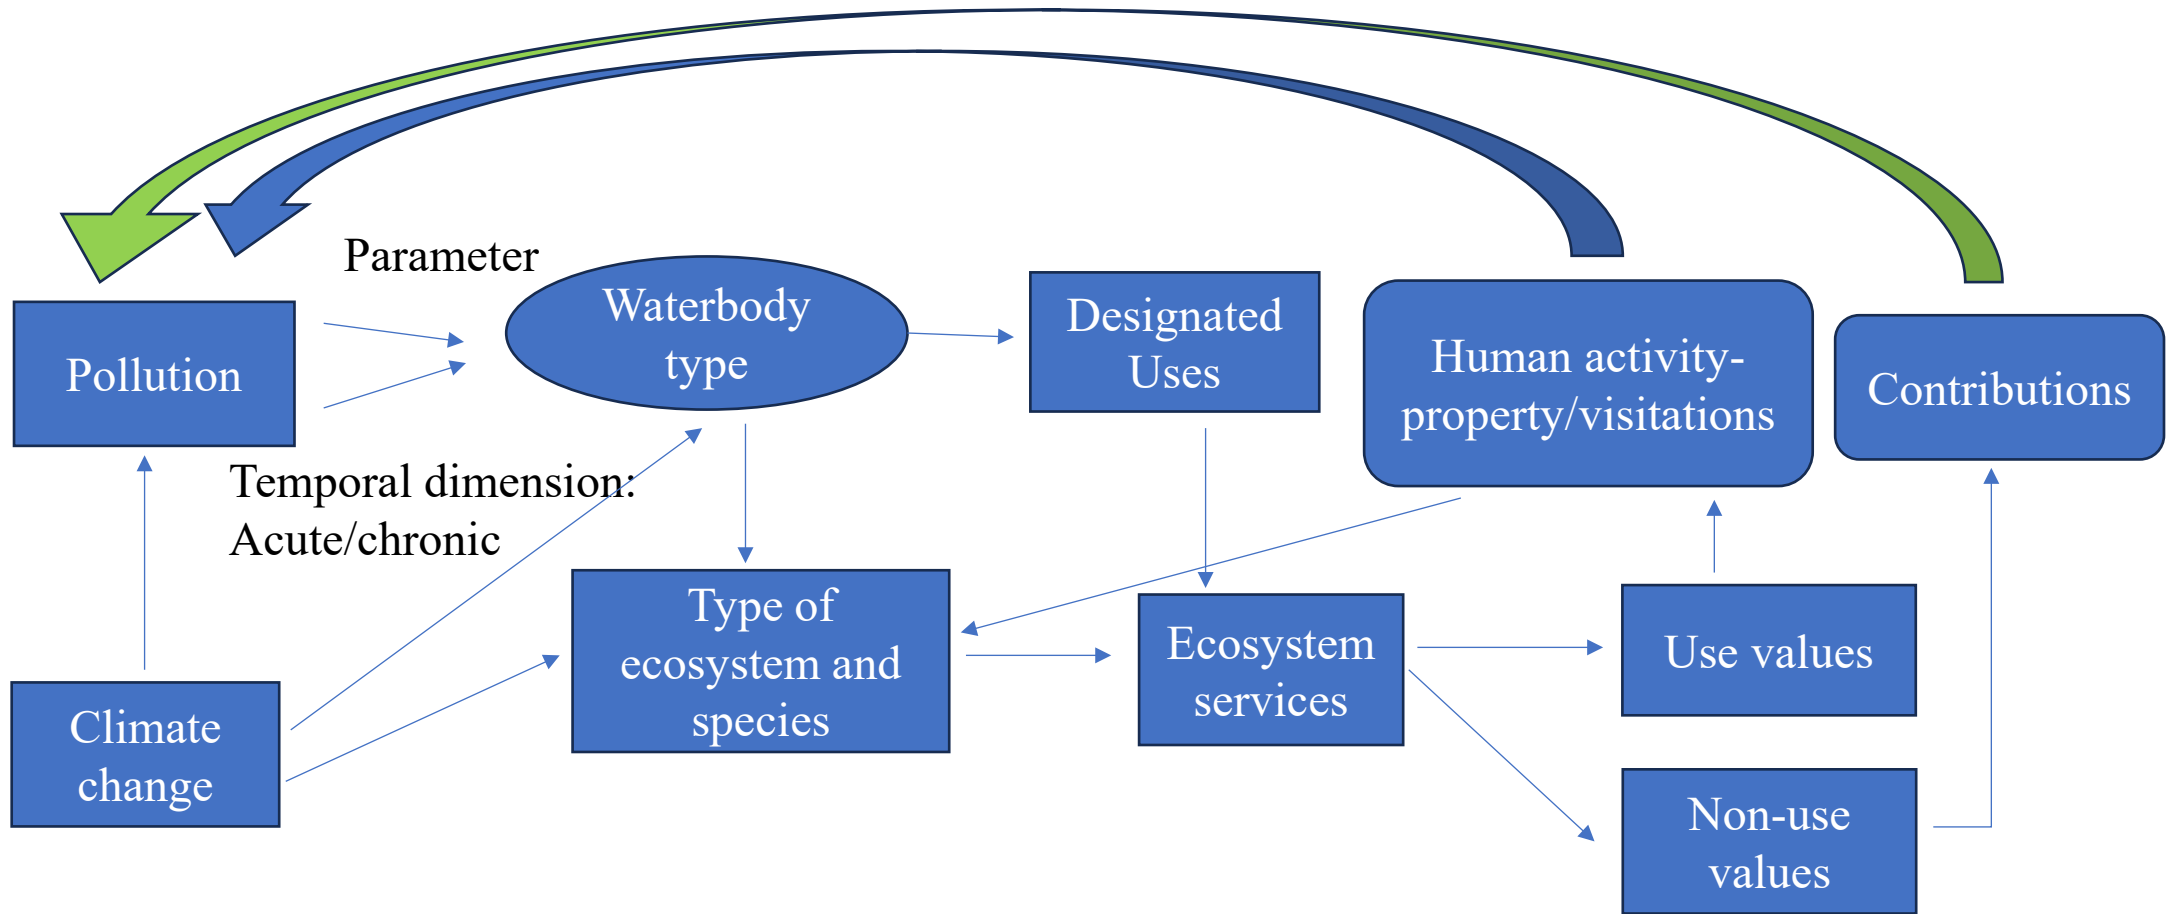 Parameter
Waterbody
type
Designated
Uses
Human activity-
property/visitations
Contributions
Pollution
Temporal dimension:
Acute/chronic
Type of
ecosystem and
species
Ecosystem
services
Use values
Climate
change
Non-use
values